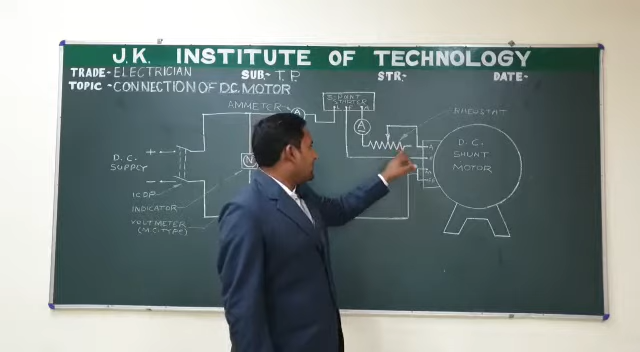 J.K. INSTITUTE OF TECHNOLOGY
TRADE- ELECTRICIAN SUB- T.P. STR:- DATE-
TOPIC- CONNECTION OF D.C. MOTOR
AMMETER
3-POINT
STARTER
L F A
A
A
RHEOSTAT
D.C.
SUPPLY
+
-
N
D.C.
SHUNT
MOTOR
ICDP
INDICATOR
VOLTMETER
(M.C. TYPE)